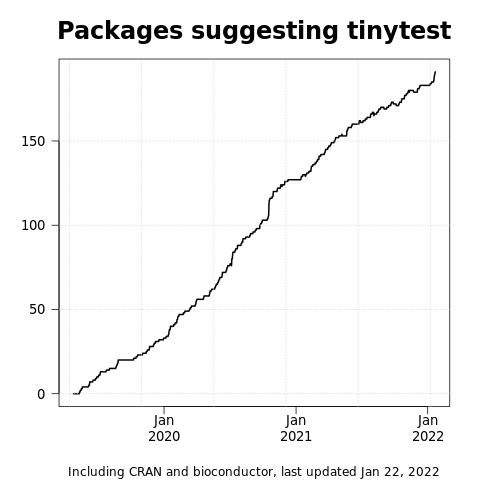 Packages suggesting tinytest
150
100
50
0
Jan
2020
Jan
2021
Jan
2022
Including CRAN and bioconductor, last updated Jan 22, 2022